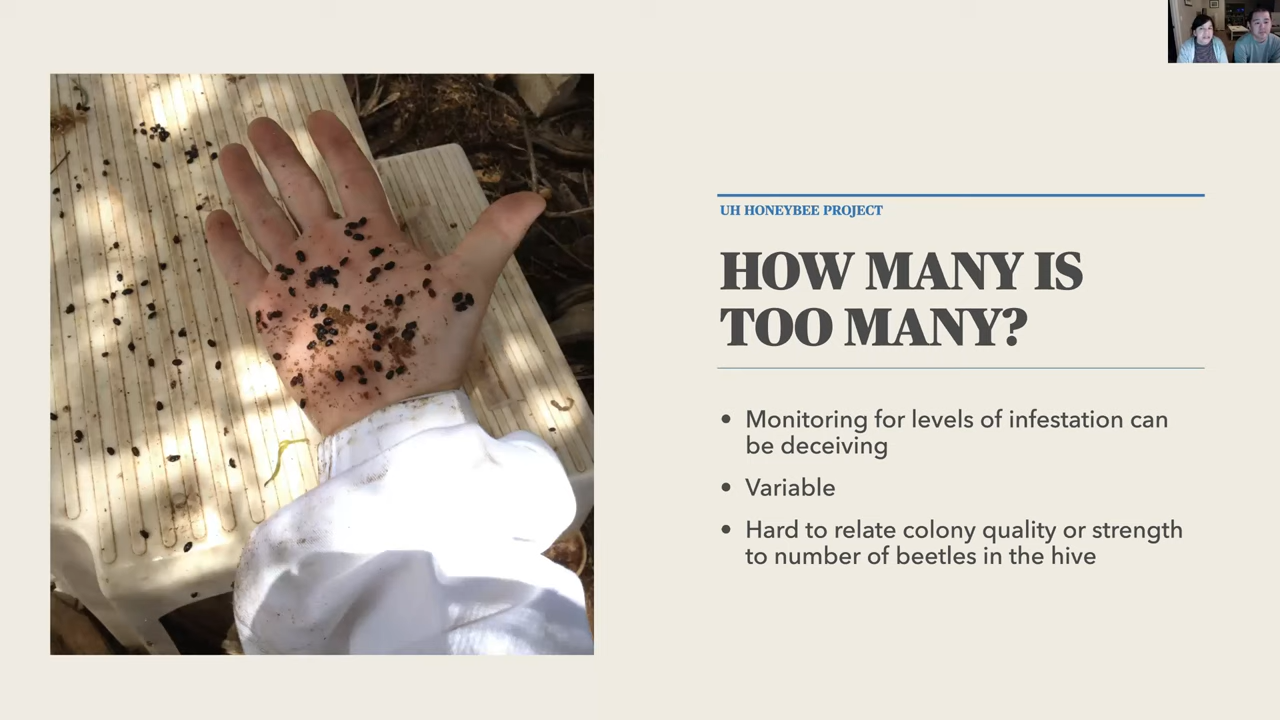 UH HONEYBEE PROJECT
HOW MANY IS
TOO MANY?
• Monitoring for levels of infestation can
be deceiving
• Variable
• Hard to relate colony quality or strength
to number of beetles in the hive